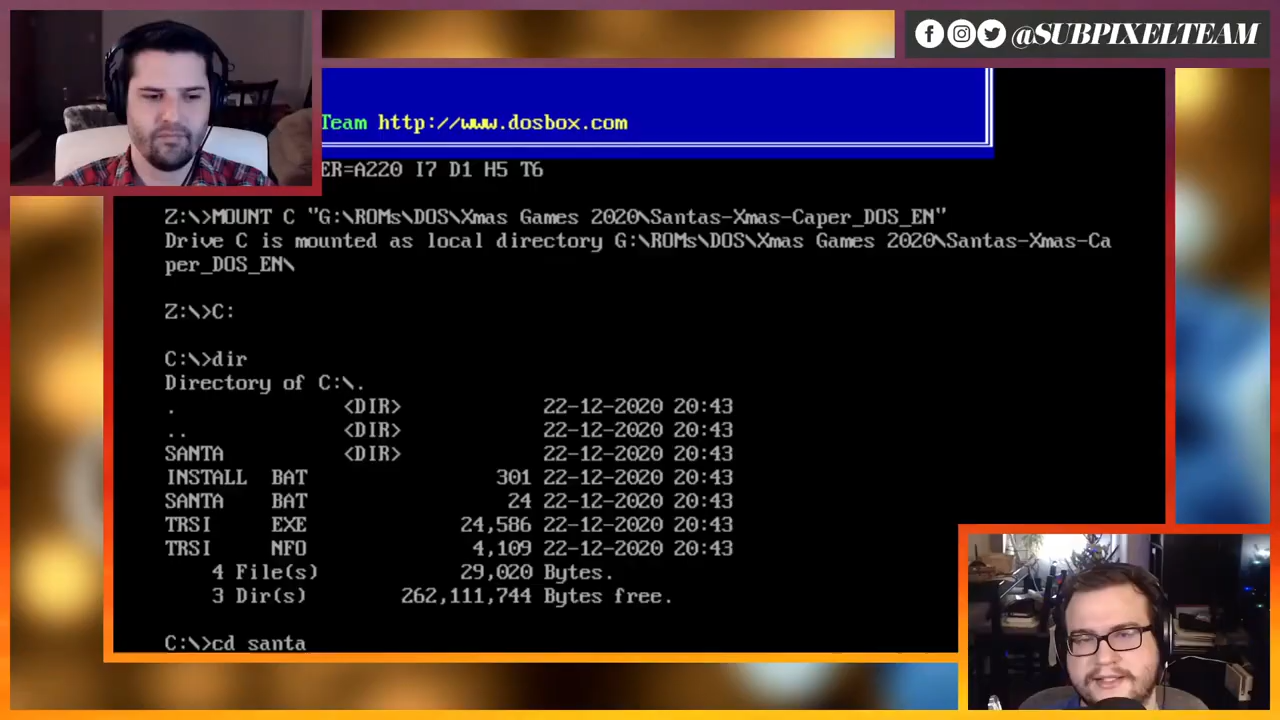 @SUBPIXELTEAM
Team http://www.dosbox.com
ER=A220 I7 D1 H5 T6
Z:\>MOUNT C "G:\ROMs\DOS\Xmas Games 2020\Santas-Xmas-Caper_DOS_EN"
Drive C is mounted as local directory G:\ROMs\DOS\Xmas Games 2020\Santas-Xmas-Ca
per_DOS_EN\
Z:\>C:
C:\>dir
Directory of C:\.
. <DIR> 22-12-2020 20:43
.. <DIR> 22-12-2020 20:43
SANTA <DIR> 22-12-2020 20:43
INSTALL BAT 301 22-12-2020 20:43
SANTA BAT 24 22-12-2020 20:43
TRSI EXE 24,586 22-12-2020 20:43
TRSI NFO 4,109 22-12-2020 20:43
4 File(s) 29,020 Bytes.
3 Dir(s) 262,111,744 Bytes free.
C:\>cd santa